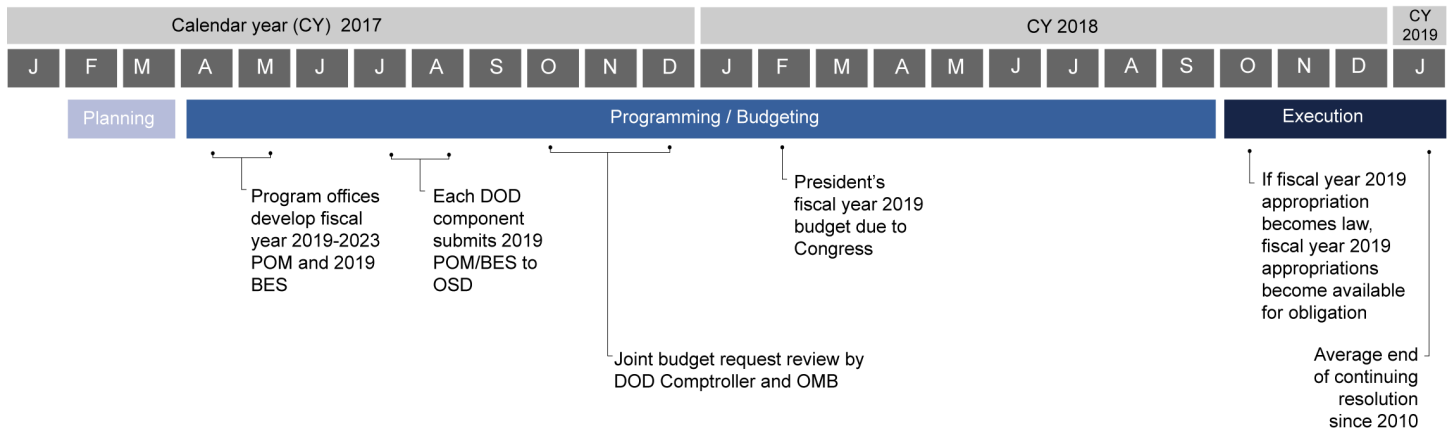 Calendar year (CY) 2017
CY 2018
CY
2019
J F M A M J J A S O N D J F M A M J J A S O N D J
Planning
Programming / Budgeting
Execution
Program offices
develop fiscal
year 2019-2023
POM and 2019
BES
Each DOD
component
submits 2019
POM/BES to
OSD
Joint budget request review by
DOD Comptroller and OMB
President’s
fiscal year 2019
budget due to
Congress
If fiscal year 2019
appropriation
becomes law,
fiscal year 2019
appropriations
become available
for obligation
Average end
of continuing
resolution
since 2010